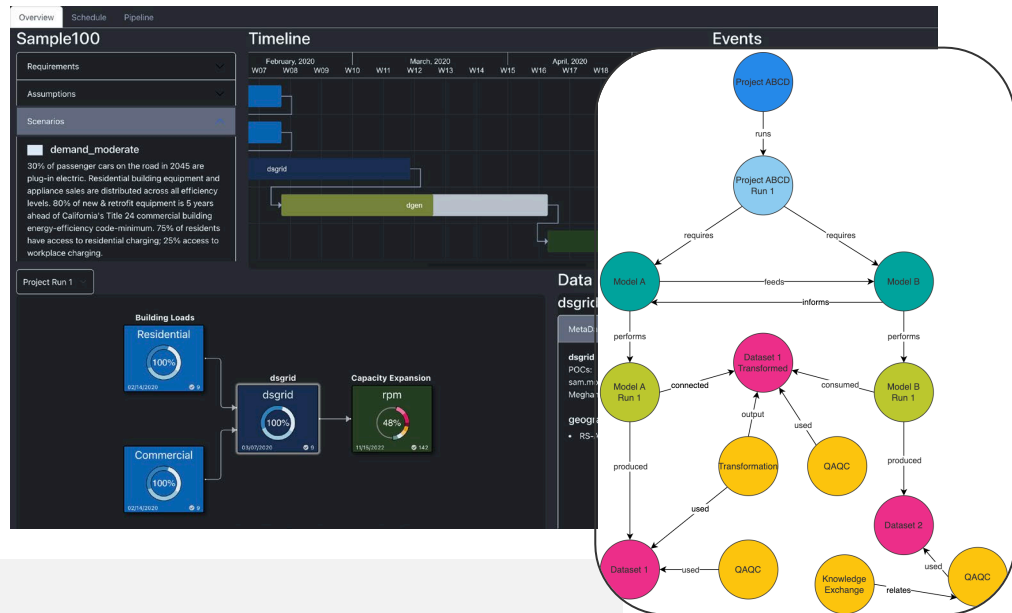 Overview Schedule Pipeline
Sample100
Requirements
Assumptions
Scenarios
demand_moderate
30% of passenger cars on the road in 2045 are
plug-in electric. Residential building equipment and
appliance sales are distributed across all efficiency
levels. 80% of new & retrofit equipment is 5 years
ahead of California's Title 24 commercial building
energy-efficiency code-minimum. 75% of residents
have access to residential charging; 25% access to
workplace charging.
Timeline
February, 2020 March, 2020 April, 2020
W07 W08 W09 W10 W11 W12 W13 W14 W15 W16 W17 W18
dsgrid
dgen
Events
Project Run 1
Building Loads
Residential
100%
02/14/2020 9
Commercial
100%
02/14/2020 9
dsgrid
dsgrid
100%
03/07/2020 9
Capacity Expansion
rpm
48%
11/15/2022 142
Data
dsgrid
dsgrid
POCs:
Project ABCD
runs
Project ABCD
Run 1
requires requires
Model A
feeds
Model B
informs
performs performs
Dataset 1
Transformed
Model A
Run 1
connected
consumed
Model B
Run 1
output
used
Transformation
QAQC
produced
produced
used
Dataset 2
Dataset 1
used
QAQC
used
Knowledge
Exchange
relates
QAQC